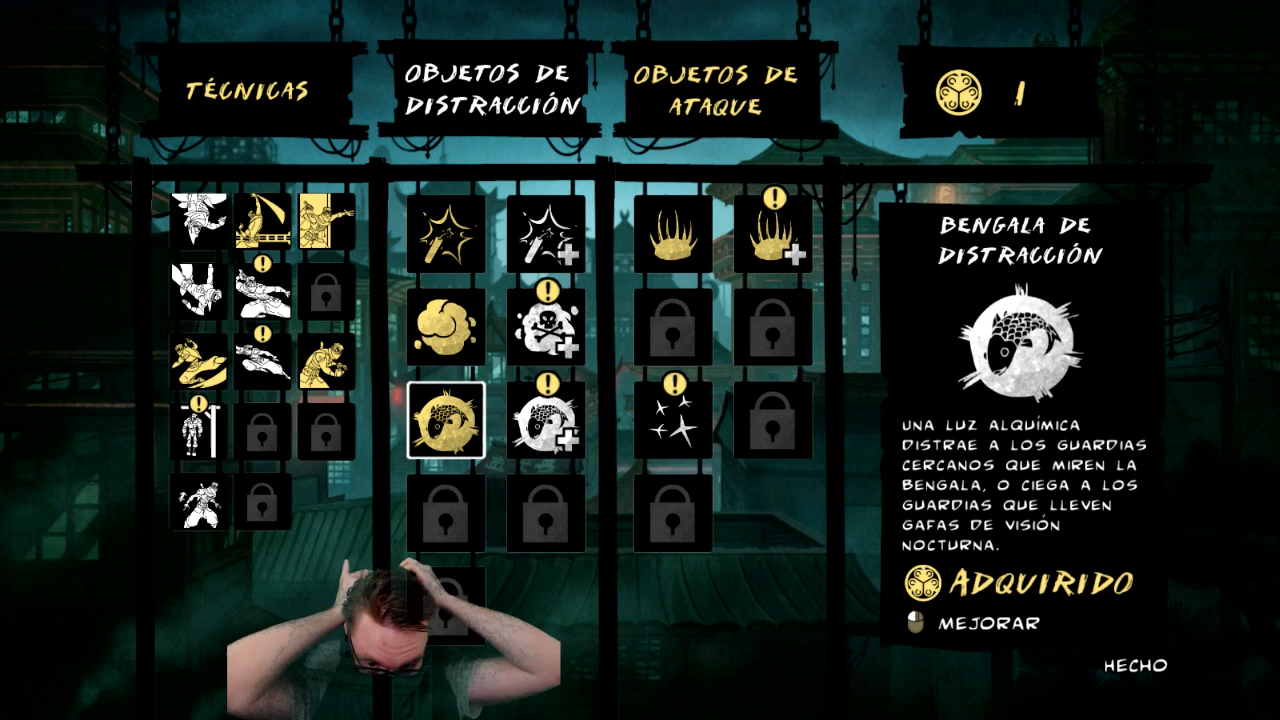 TÉCNICAS
OBJETOS DE
DISTRACCIÓN
OBJETOS DE
ATAQUE
1
!
!
!
!
!
!
!
BENGALA DE
DISTRACCIÓN
UNA LUZ ALQUÍMICA
DISTRAE A LOS GUARDIAS
CERCANOS QUE MIREN LA
BENGALA, O CIEGA A LOS
GUARDIAS QUE LLEVEN
GAFAS DE VISIÓN
NOCTURNA.
ADQUIRIDO
MEJORAR
HECHO